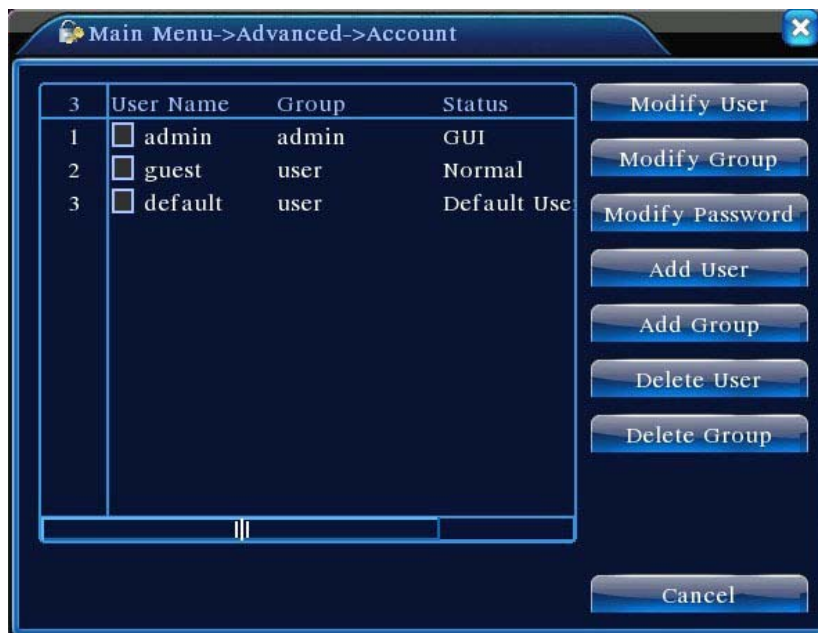 Main Menu->Advanced->Account
3 User Name Group Status
1 admin admin GUI
2 guest user Normal
3 default user Default Use
Modify User
Modify Group
Modify Password
Add User
Add Group
Delete User
Delete Group
Cancel